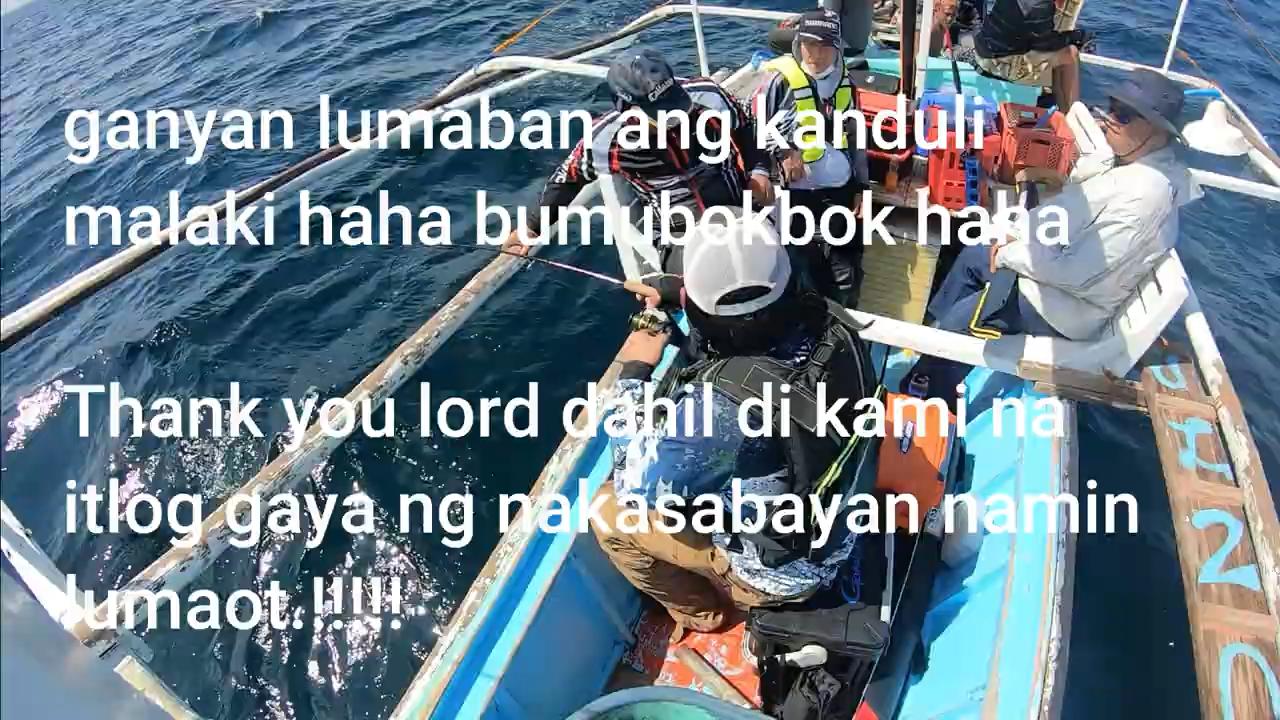 SHIMANO
ganyan lumaban ang kanduli
malaki haha bumubokbok haha
Thank you lord dahil di kami na
itlog gaya ng nakasabayan namin
lumaot.!!!!!